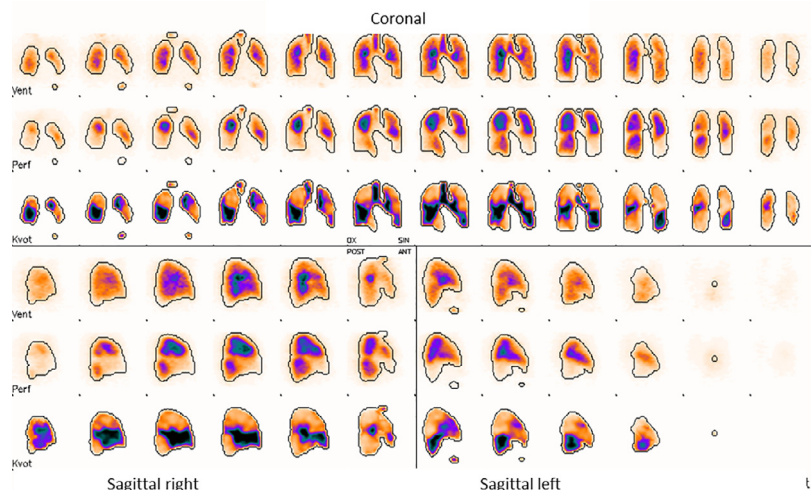 Coronal
Vent
Perf
Kvot
DX SIN
POST ANT
Vent
Perf
Kvot
Sagittal right Sagittal left